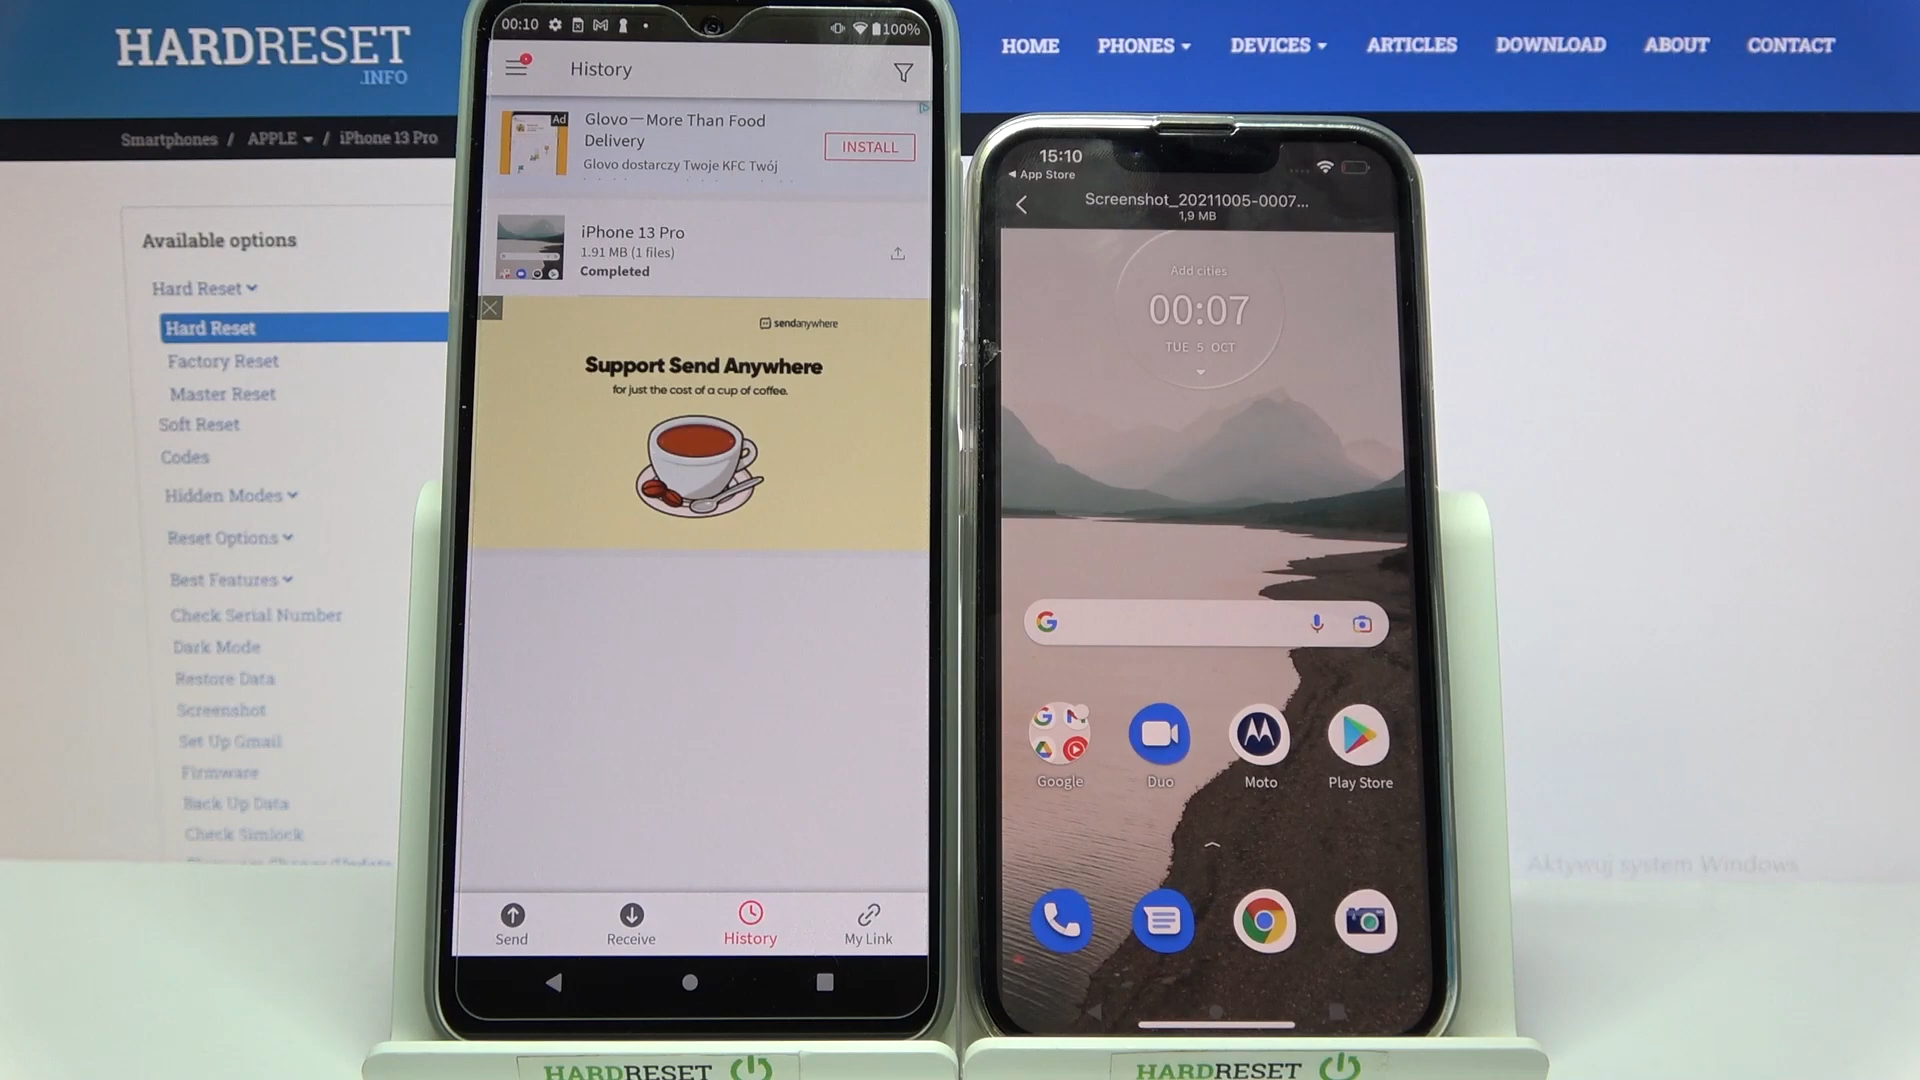 HARDRESET
.INFO
HOME PHONES DEVICES ARTICLES DOWNLOAD ABOUT CONTACT
Smartphones / APPLE / iPhone 13 Pro
Available options
Hard Reset
Hard Reset
Factory Reset
Master Reset
Soft Reset
Codes
Hidden Modes
Reset Options
Best Features
Check Serial Number
Dark Mode
Restore Data
Screenshot
Set Up Gmail
Firmware
Back Up Data
Check Simlock
00:10 100%
History
Ad
Glovo—More Than Food
Delivery
Glovo dostarczy Twoje KFC Twój
INSTALL
iPhone 13 Pro
1.91 MB (1 files)
Completed
sendanywhere
Support Send Anywhere
for just the cost of a cup of coffee.
Send Receive History My Link
15:10
App Store
Screenshot_20211005-0007...
1,9 MB
Add cities
00:07
TUE 5 OCT
Google Duo Moto Play Store
Aktywuj system Windows
HARDRESET
HARDRESET